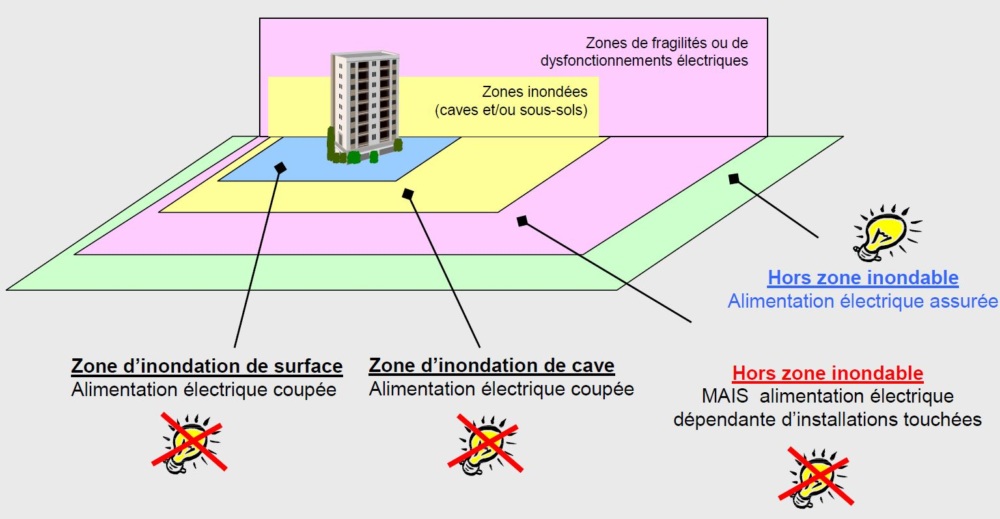 Zones de fragilités ou de
dysfonctionnements électriques
Zones inondées
(caves et/ou sous-sols)
Hors zone inondable
Alimentation électrique assurée
Zone d’inondation de surface
Alimentation électrique coupée
Zone d’inondation de cave
Alimentation électrique coupée
Hors zone inondable
MAIS  alimentation électrique
dépendante d’installations touchées